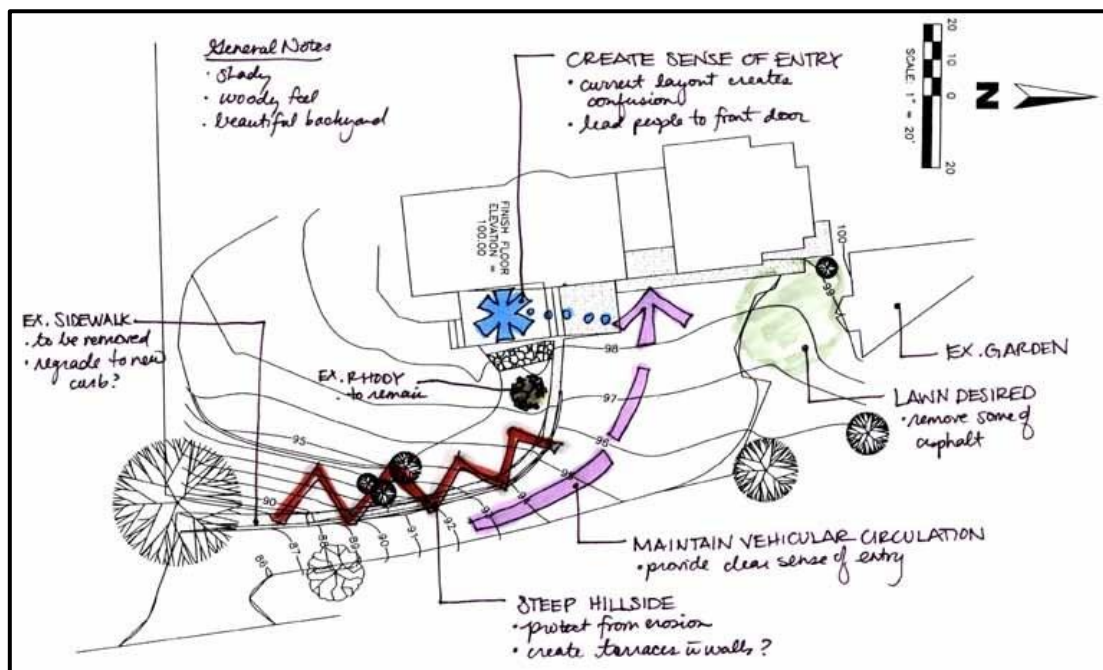 General Notes
• shady
• woody feel
• beautiful backyard
CREATE SENSE OF ENTRY
• current layout creates
confusion
• lead people to front door
20
10
0
20
SCALE: 1" = 20'
N
FINISH FLOOR
ELEVATION =
100.00
100
99
EX. SIDEWALK
• to be removed
• regrade to new
curb?
EX. RHODY
• to remain
98
97
96
95
EX. GARDEN
LAWN DESIRED
• remove some of
asphalt
95
94
90
92
91
90
89
88
87
86
MAINTAIN VEHICULAR CIRCULATION
• provide clear sense of entry
STEEP HILLSIDE
• protect from erosion
• create terraces w walls?